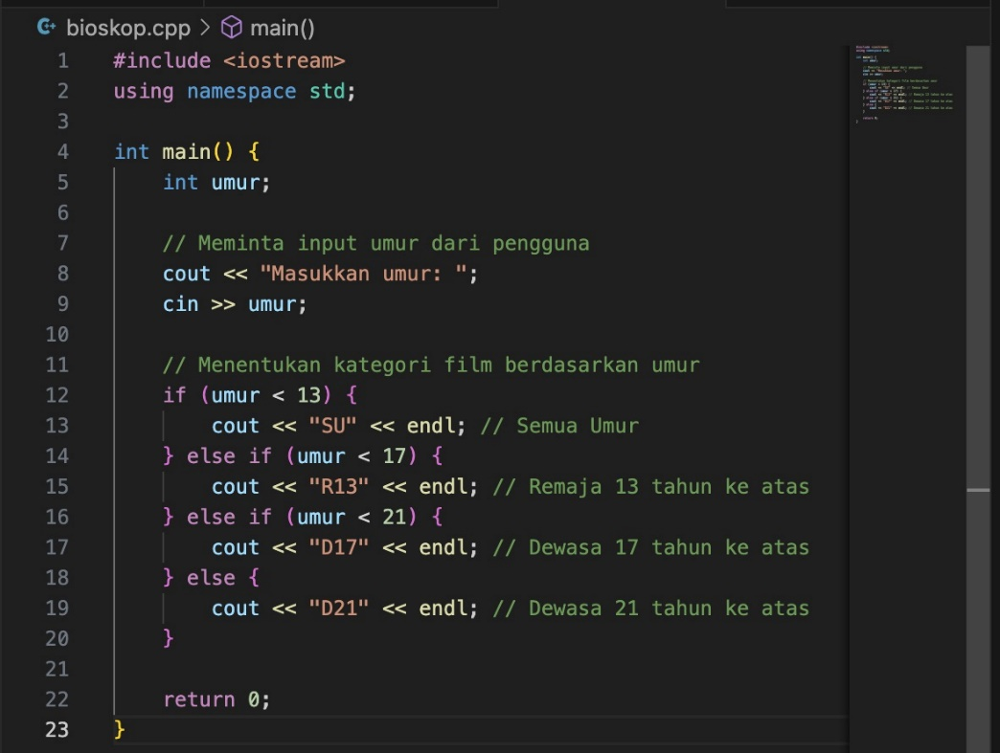 bioskop.cpp > main()
1 #include <iostream>
2 using namespace std;
3
4 int main() {
5     int umur;
6
7     // Meminta input umur dari pengguna
8     cout << "Masukkan umur: ";
9     cin >> umur;
10
11     // Menentukan kategori film berdasarkan umur
12     if (umur < 13) {
13         cout << "SU" << endl; // Semua Umur
14     } else if (umur < 17) {
15         cout << "R13" << endl; // Remaja 13 tahun ke atas
16     } else if (umur < 21) {
17         cout << "D17" << endl; // Dewasa 17 tahun ke atas
18     } else {
19         cout << "D21" << endl; // Dewasa 21 tahun ke atas
20     }
21
22     return 0;
23 }